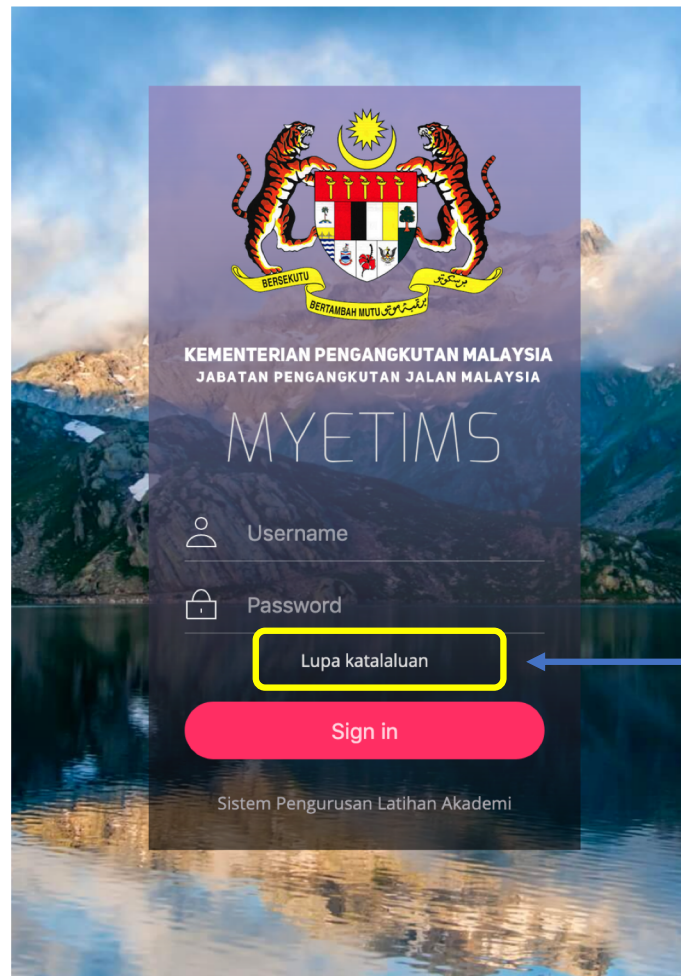 BERSEKUTU
BERTAMBAH MUTU
KEMENTERIAN PENGANGKUTAN MALAYSIA
JABATAN PENGANGKUTAN JALAN MALAYSIA
MYETIMS
Username
Password
Lupa katalaluan
Sign in
Sistem Pengurusan Latihan Akademi